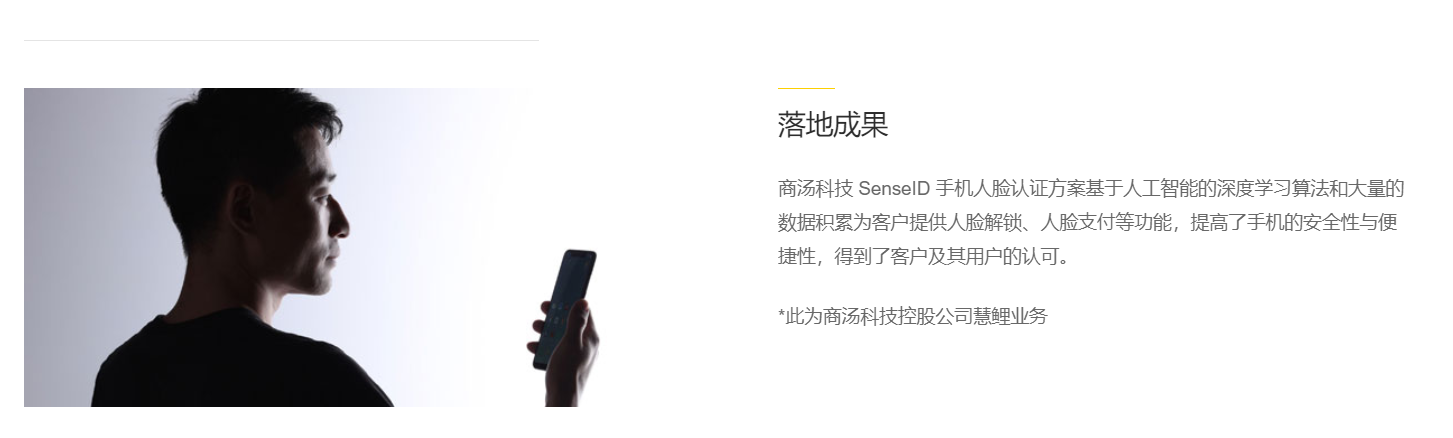 落地成果
商汤科技 SenseID 手机人脸认证方案基于人工智能的深度学习算法和大量的
数据积累为客户提供人脸解锁、人脸支付等功能，提高了手机的安全性与便
捷性，得到了客户及其用户的认可。
*此为商汤科技控股公司慧鲤业务